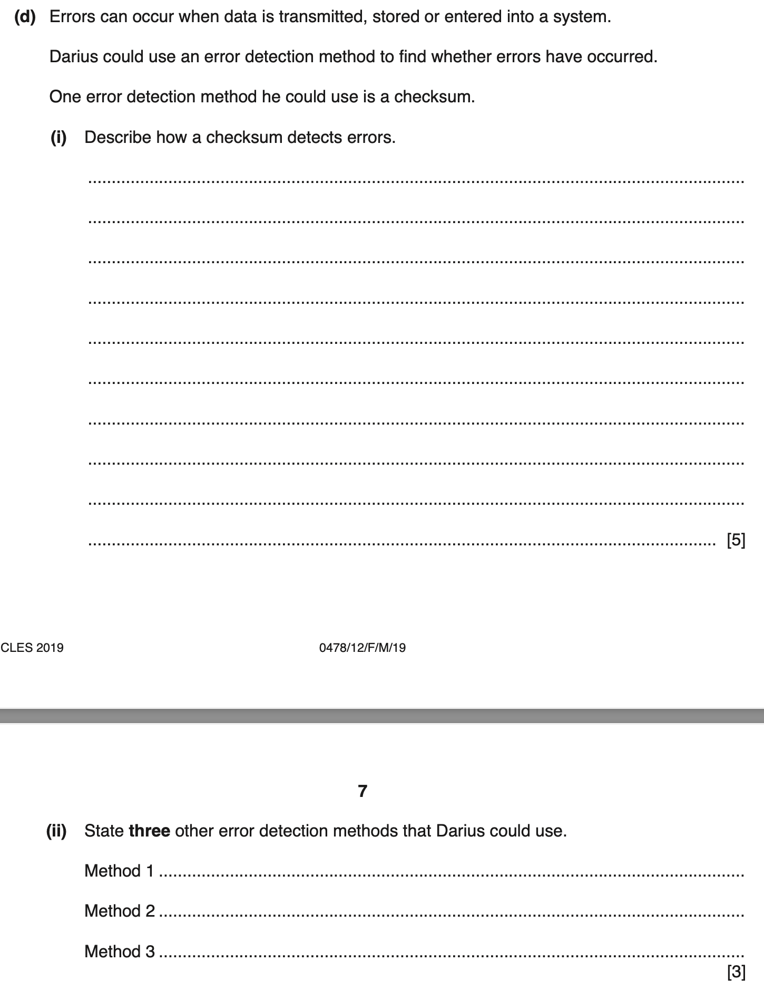 (d) Errors can occur when data is transmitted, stored or entered into a system.
Darius could use an error detection method to find whether errors have occurred.
One error detection method he could use is a checksum.
(i) Describe how a checksum detects errors.
[5]
CLES 2019 0478/12/F/M/19
7
(ii) State three other error detection methods that Darius could use.
Method 1
Method 2
Method 3
[3]